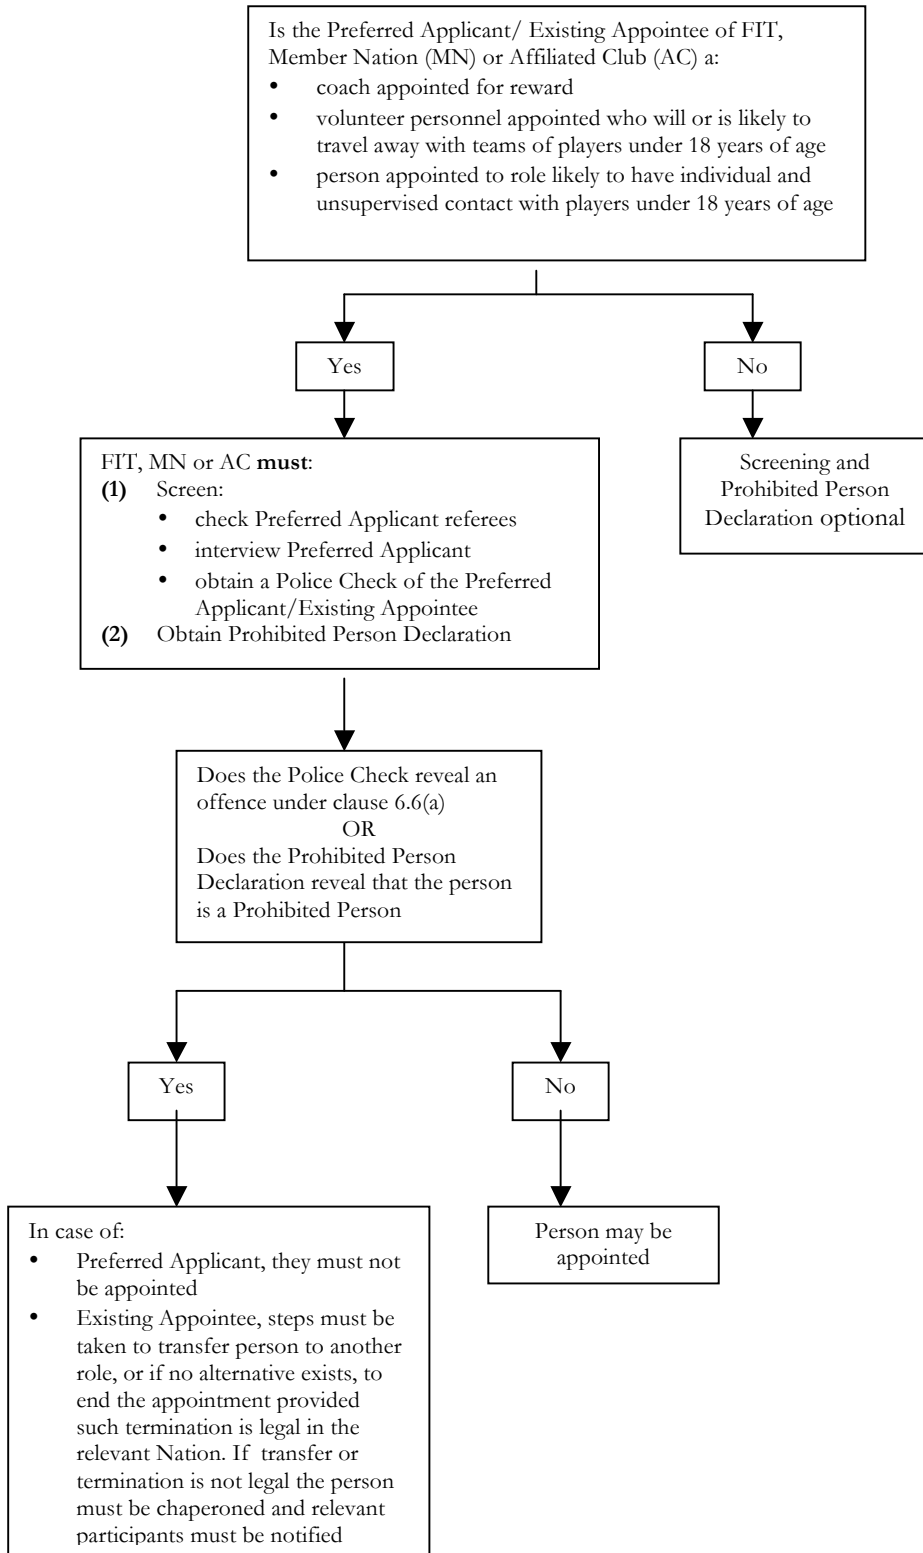 Is the Preferred Applicant/ Existing Appointee of FIT,
Member Nation (MN) or Affiliated Club (AC) a:
• coach appointed for reward
• volunteer personnel appointed who will or is likely to
travel away with teams of players under 18 years of age
• person appointed to role likely to have individual and
unsupervised contact with players under 18 years of age
Yes
No
FIT, MN or AC must:
(1) Screen:
• check Preferred Applicant referees
• interview Preferred Applicant
• obtain a Police Check of the Preferred
Applicant/Existing Appointee
(2) Obtain Prohibited Person Declaration
Screening and
Prohibited Person
Declaration optional
Does the Police Check reveal an
offence under clause 6.6(a)
OR
Does the Prohibited Person
Declaration reveal that the person
is a Prohibited Person
Yes
No
In case of:
• Preferred Applicant, they must not
be appointed
• Existing Appointee, steps must be
taken to transfer person to another
role, or if no alternative exists, to
end the appointment provided
such termination is legal in the
relevant Nation. If transfer or
termination is not legal the person
must be chaperoned and relevant
participants must be notified
Person may be
appointed